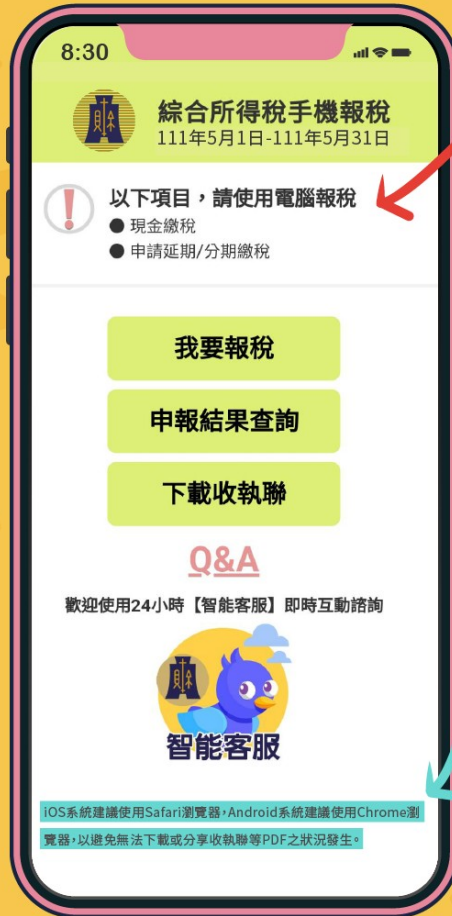 8:30
財
綜合所得稅手機報稅
111年5月1日-111年5月31日
以下項目，請使用電腦報稅
● 現金繳稅
● 申請延期/分期繳稅
我要報稅
申報結果查詢
下載收執聯
Q&A
歡迎使用24小時【智能客服】即時互動諮詢
財
智能客服
iOS系統建議使用Safari瀏覽器，Android系統建議使用Chrome瀏
覽器，以避免無法下載或分享收執聯等PDF之狀況發生。